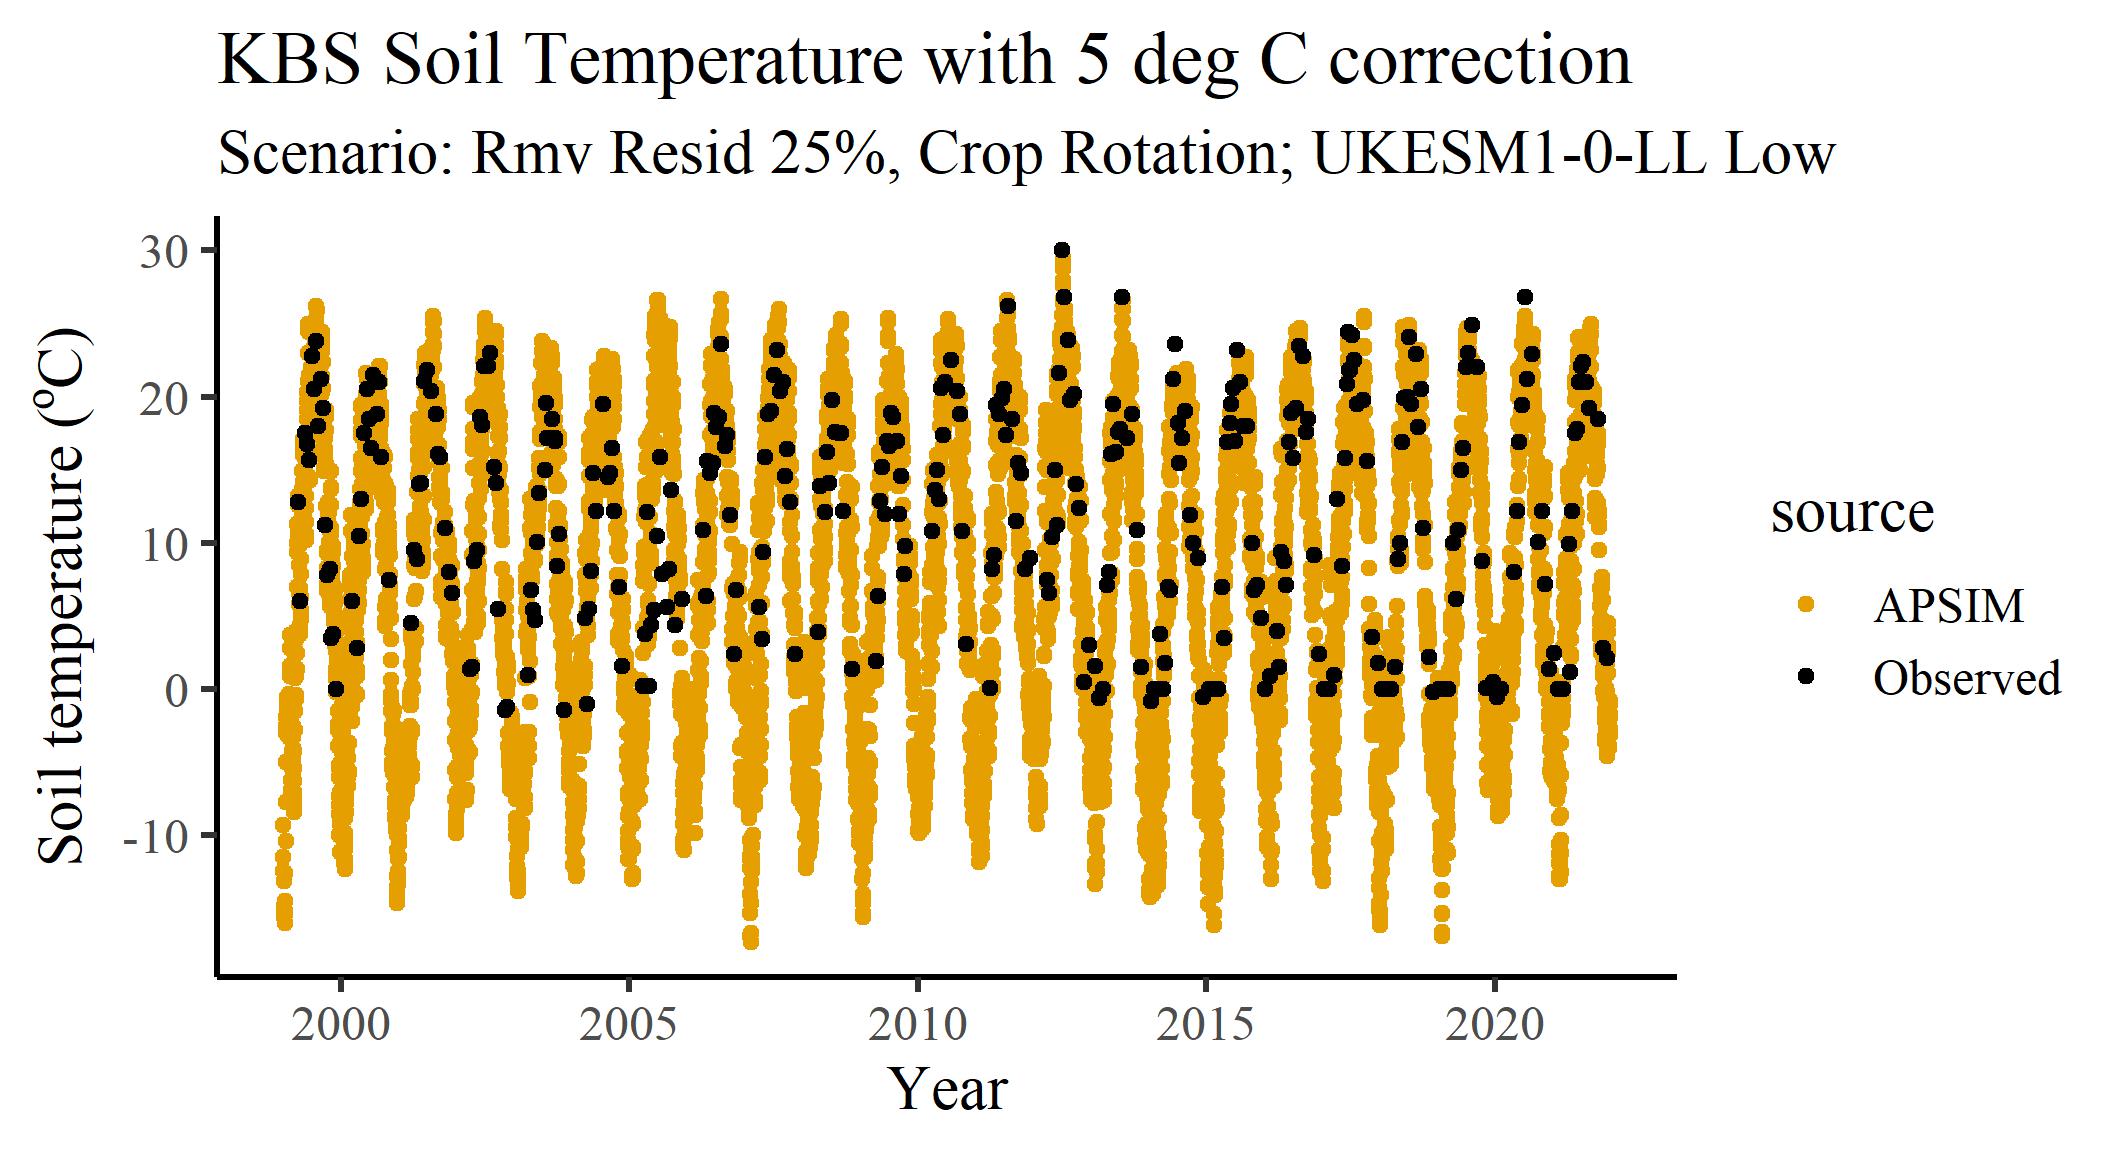 KBS Soil Temperature with 5 deg C correction
Scenario: Rmv Resid 25%, Crop Rotation; UKESM1-0-LL Low
Soil temperature (ºC)
30
20
10
0
-10
2000 2005 2010 2015 2020
Year
source
APSIM
Observed